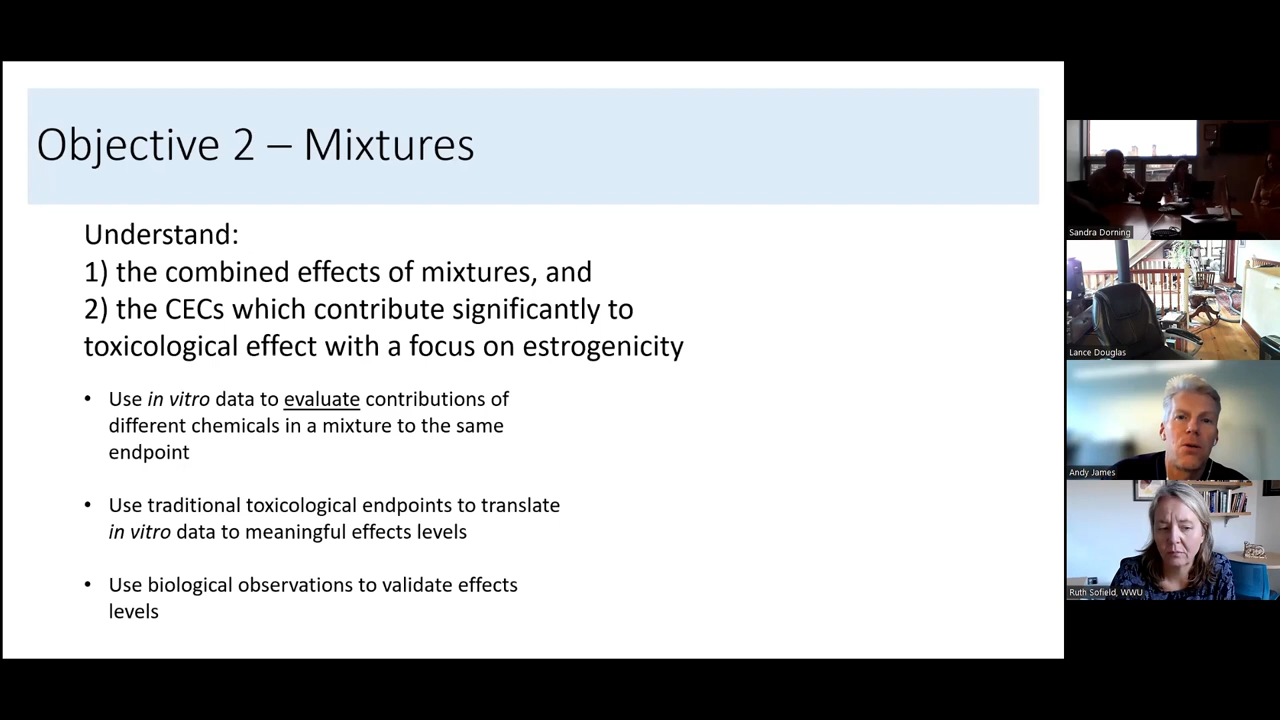 Objective 2 – Mixtures
Understand:
1) the combined effects of mixtures, and
2) the CECs which contribute significantly to
toxicological effect with a focus on estrogenicity
• Use in vitro data to evaluate contributions of
different chemicals in a mixture to the same
endpoint
• Use traditional toxicological endpoints to translate
in vitro data to meaningful effects levels
• Use biological observations to validate effects
levels
Sandra Dorning
Lance Douglas
Andy James
Ruth Sofield, WWU